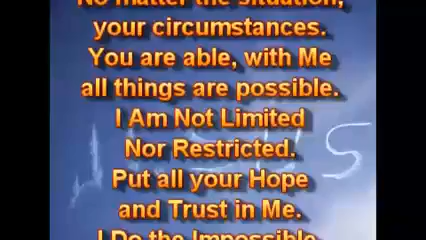 No matter the situation,
your circumstances.
You are able, with Me
all things are possible.
I Am Not Limited
Nor Restricted.
Put all your Hope
and Trust in Me.
I Do the Impossible.